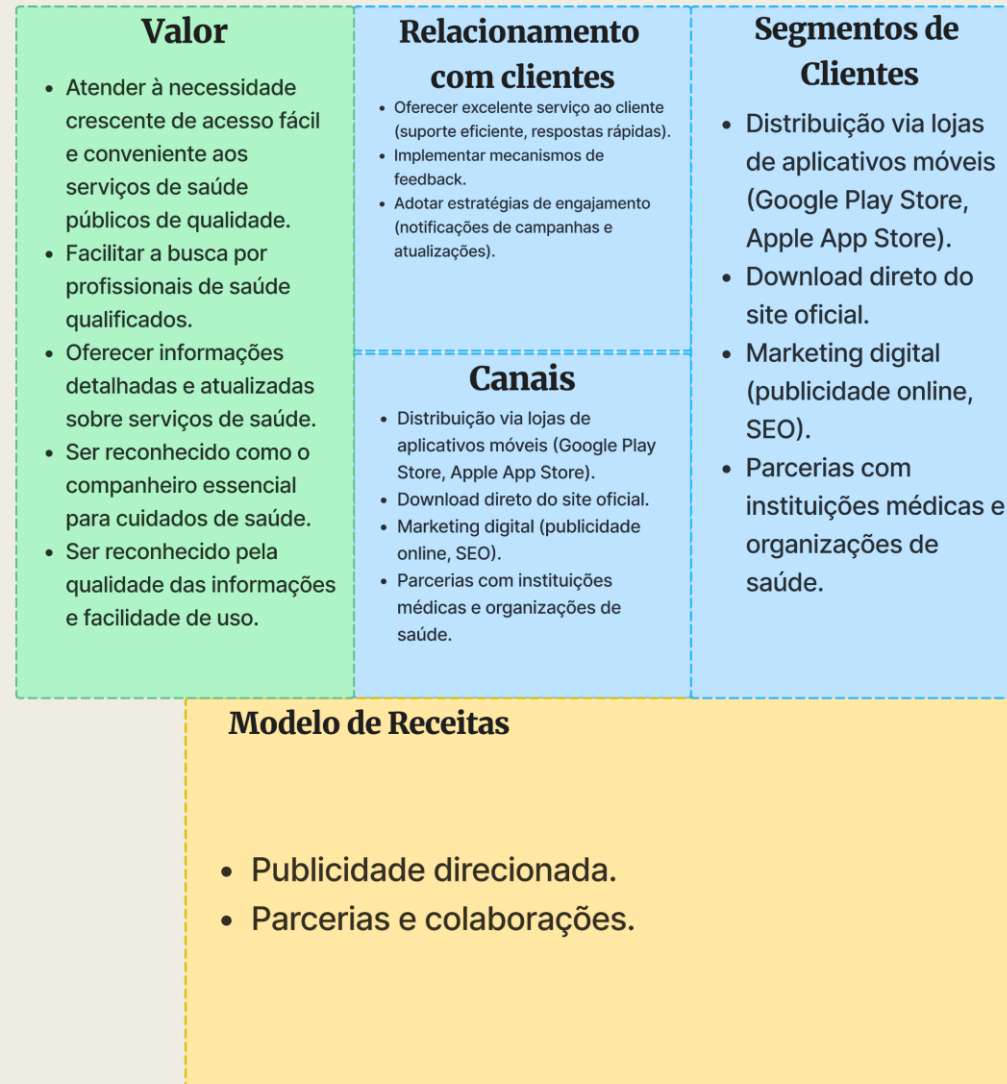 Valor
• Atender à necessidade
crescente de acesso fácil
e conveniente aos
serviços de saúde
públicos de qualidade.
• Facilitar a busca por
profissionais de saúde
qualificados.
• Oferecer informações
detalhadas e atualizadas
sobre serviços de saúde.
• Ser reconhecido como o
companheiro essencial
para cuidados de saúde.
• Ser reconhecido pela
qualidade das informações
e facilidade de uso.
Relacionamento
com clientes
• Oferecer excelente serviço ao cliente
(suporte eficiente, respostas rápidas).
• Implementar mecanismos de
feedback.
• Adotar estratégias de engajamento
(notificações de campanhas e
atualizações).
Canais
• Distribuição via lojas de
aplicativos móveis (Google Play
Store, Apple App Store).
• Download direto do site oficial.
• Marketing digital (publicidade
online, SEO).
• Parcerias com instituições
médicas e organizações de
saúde.
Segmentos de
Clientes
• Distribuição via lojas
de aplicativos móveis
(Google Play Store,
Apple App Store).
• Download direto do
site oficial.
• Marketing digital
(publicidade online,
SEO).
• Parcerias com
instituições médicas e
organizações de
saúde.
Modelo de Receitas
• Publicidade direcionada.
• Parcerias e colaborações.